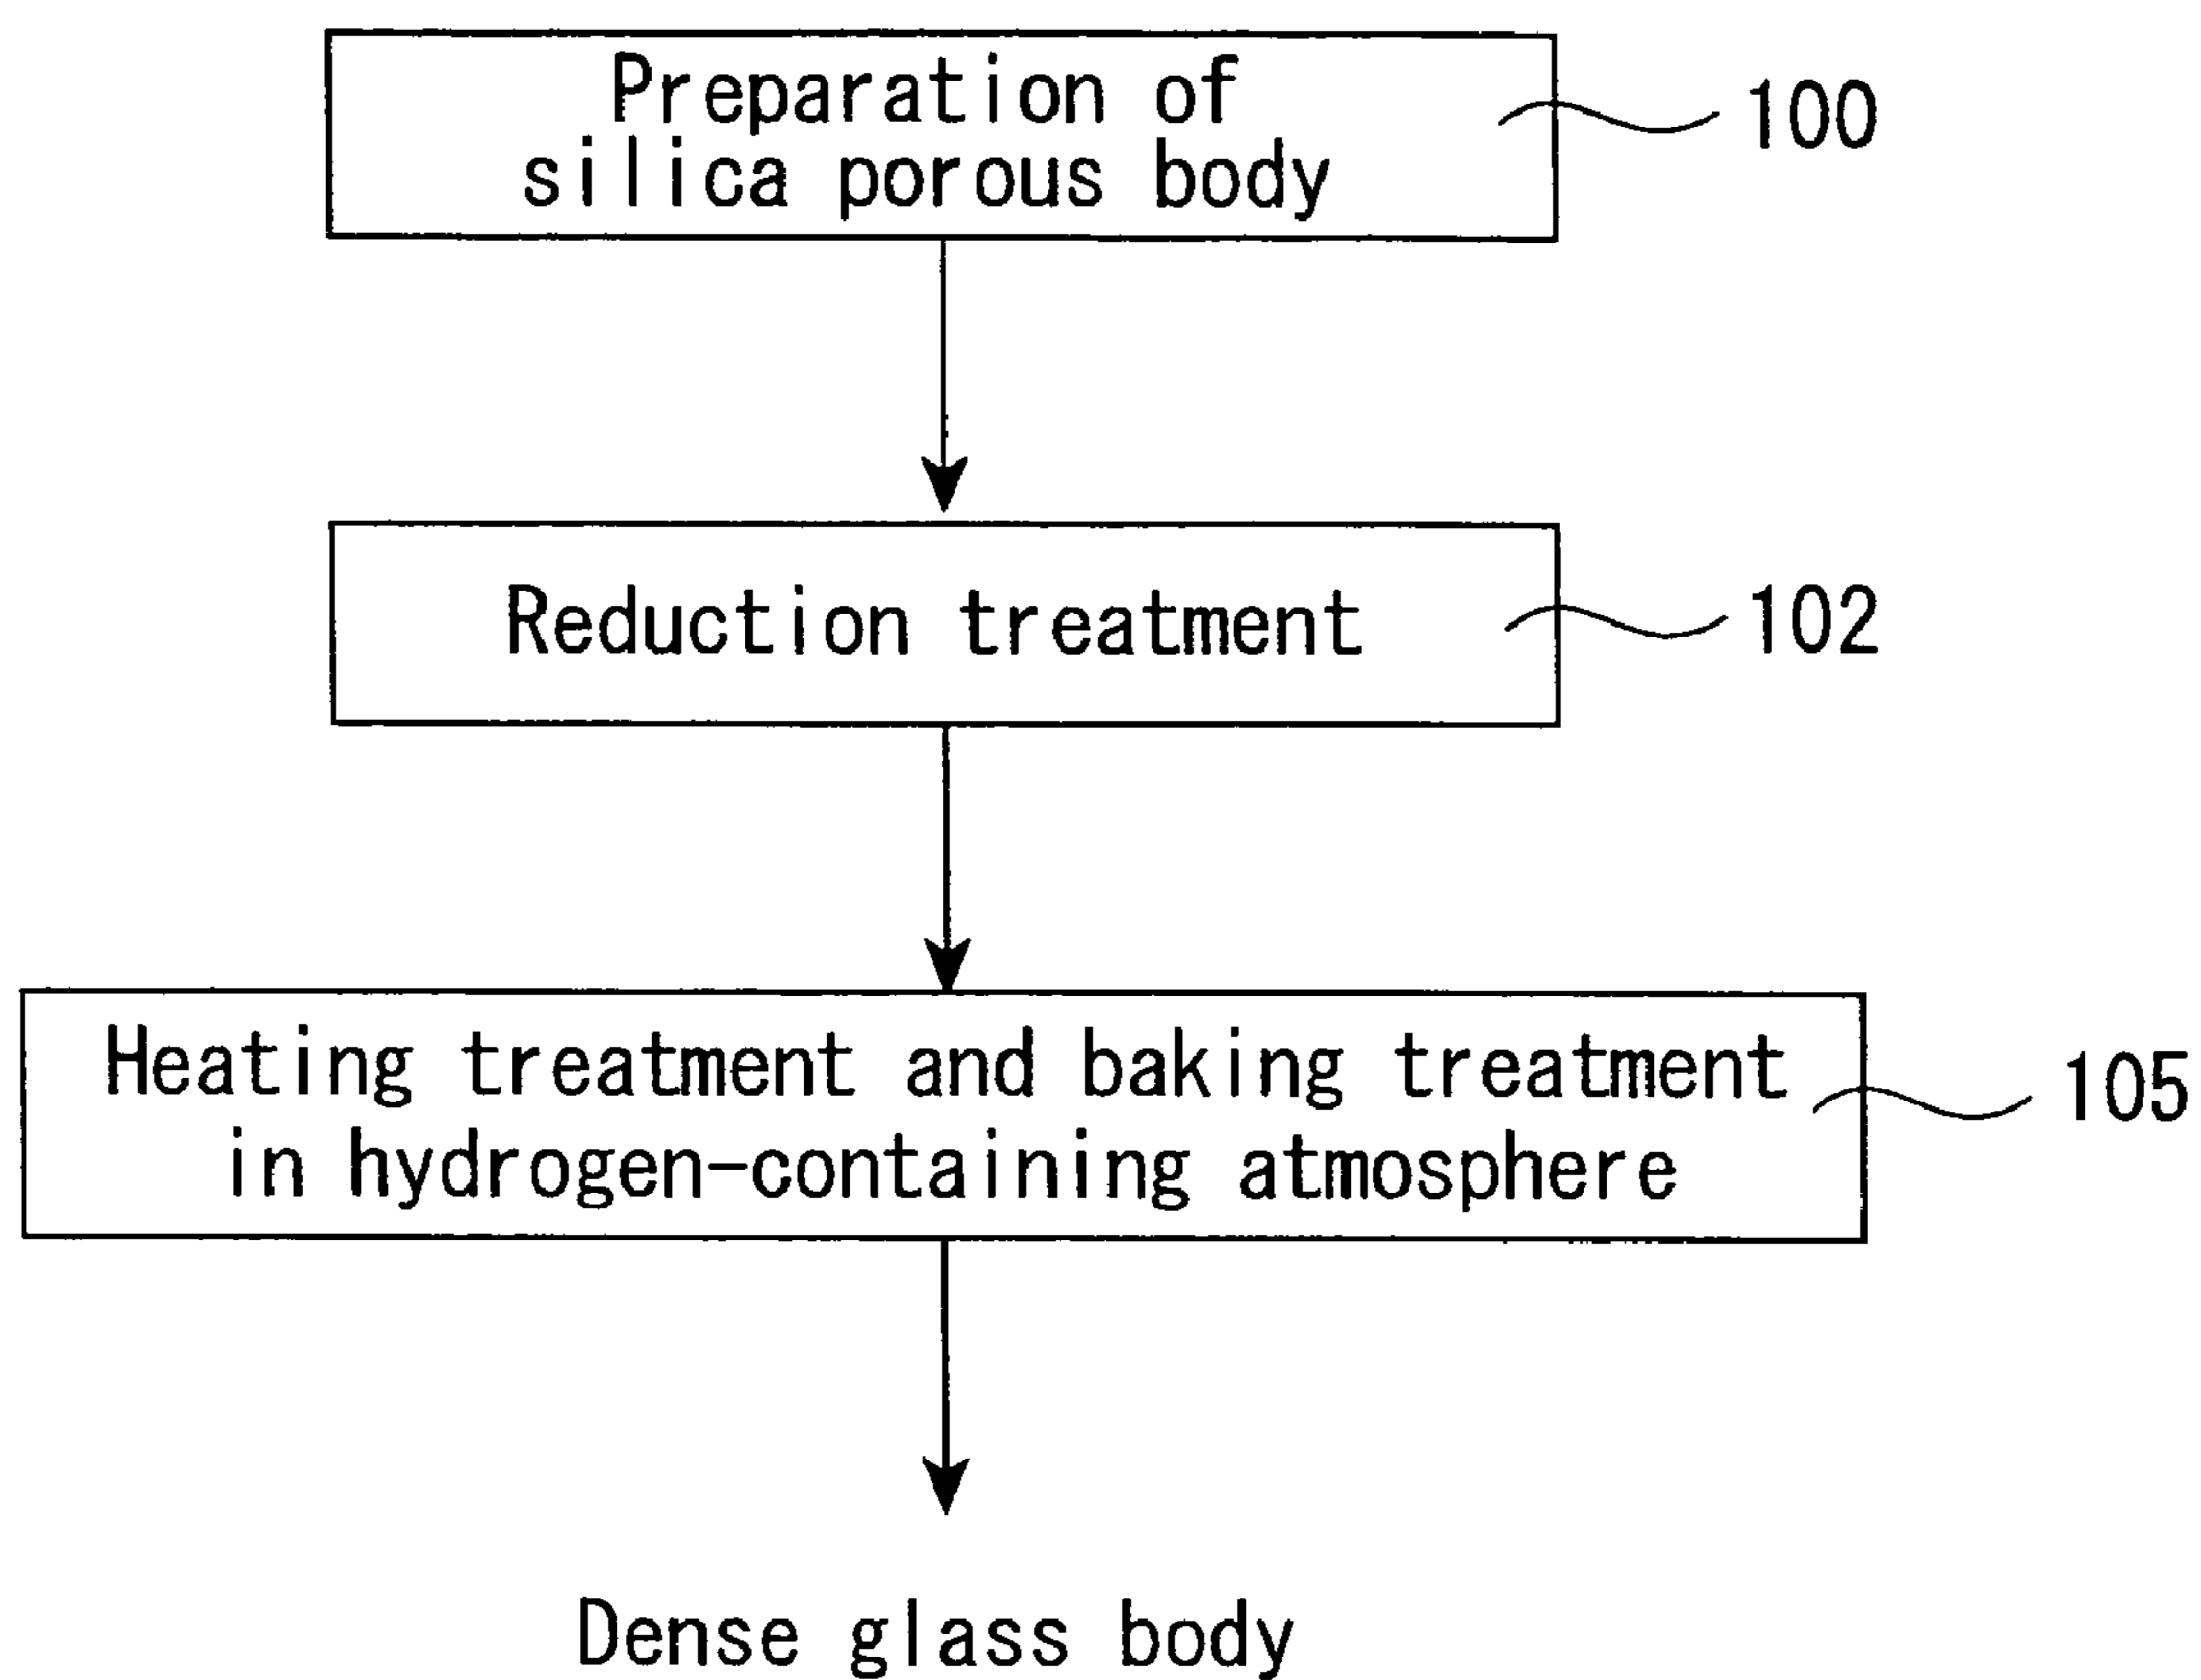 Preparation of
silica porous body
100
Reduction treatment
102
Heating treatment and baking treatment
in hydrogen-containing atmosphere
105
Dense glass body